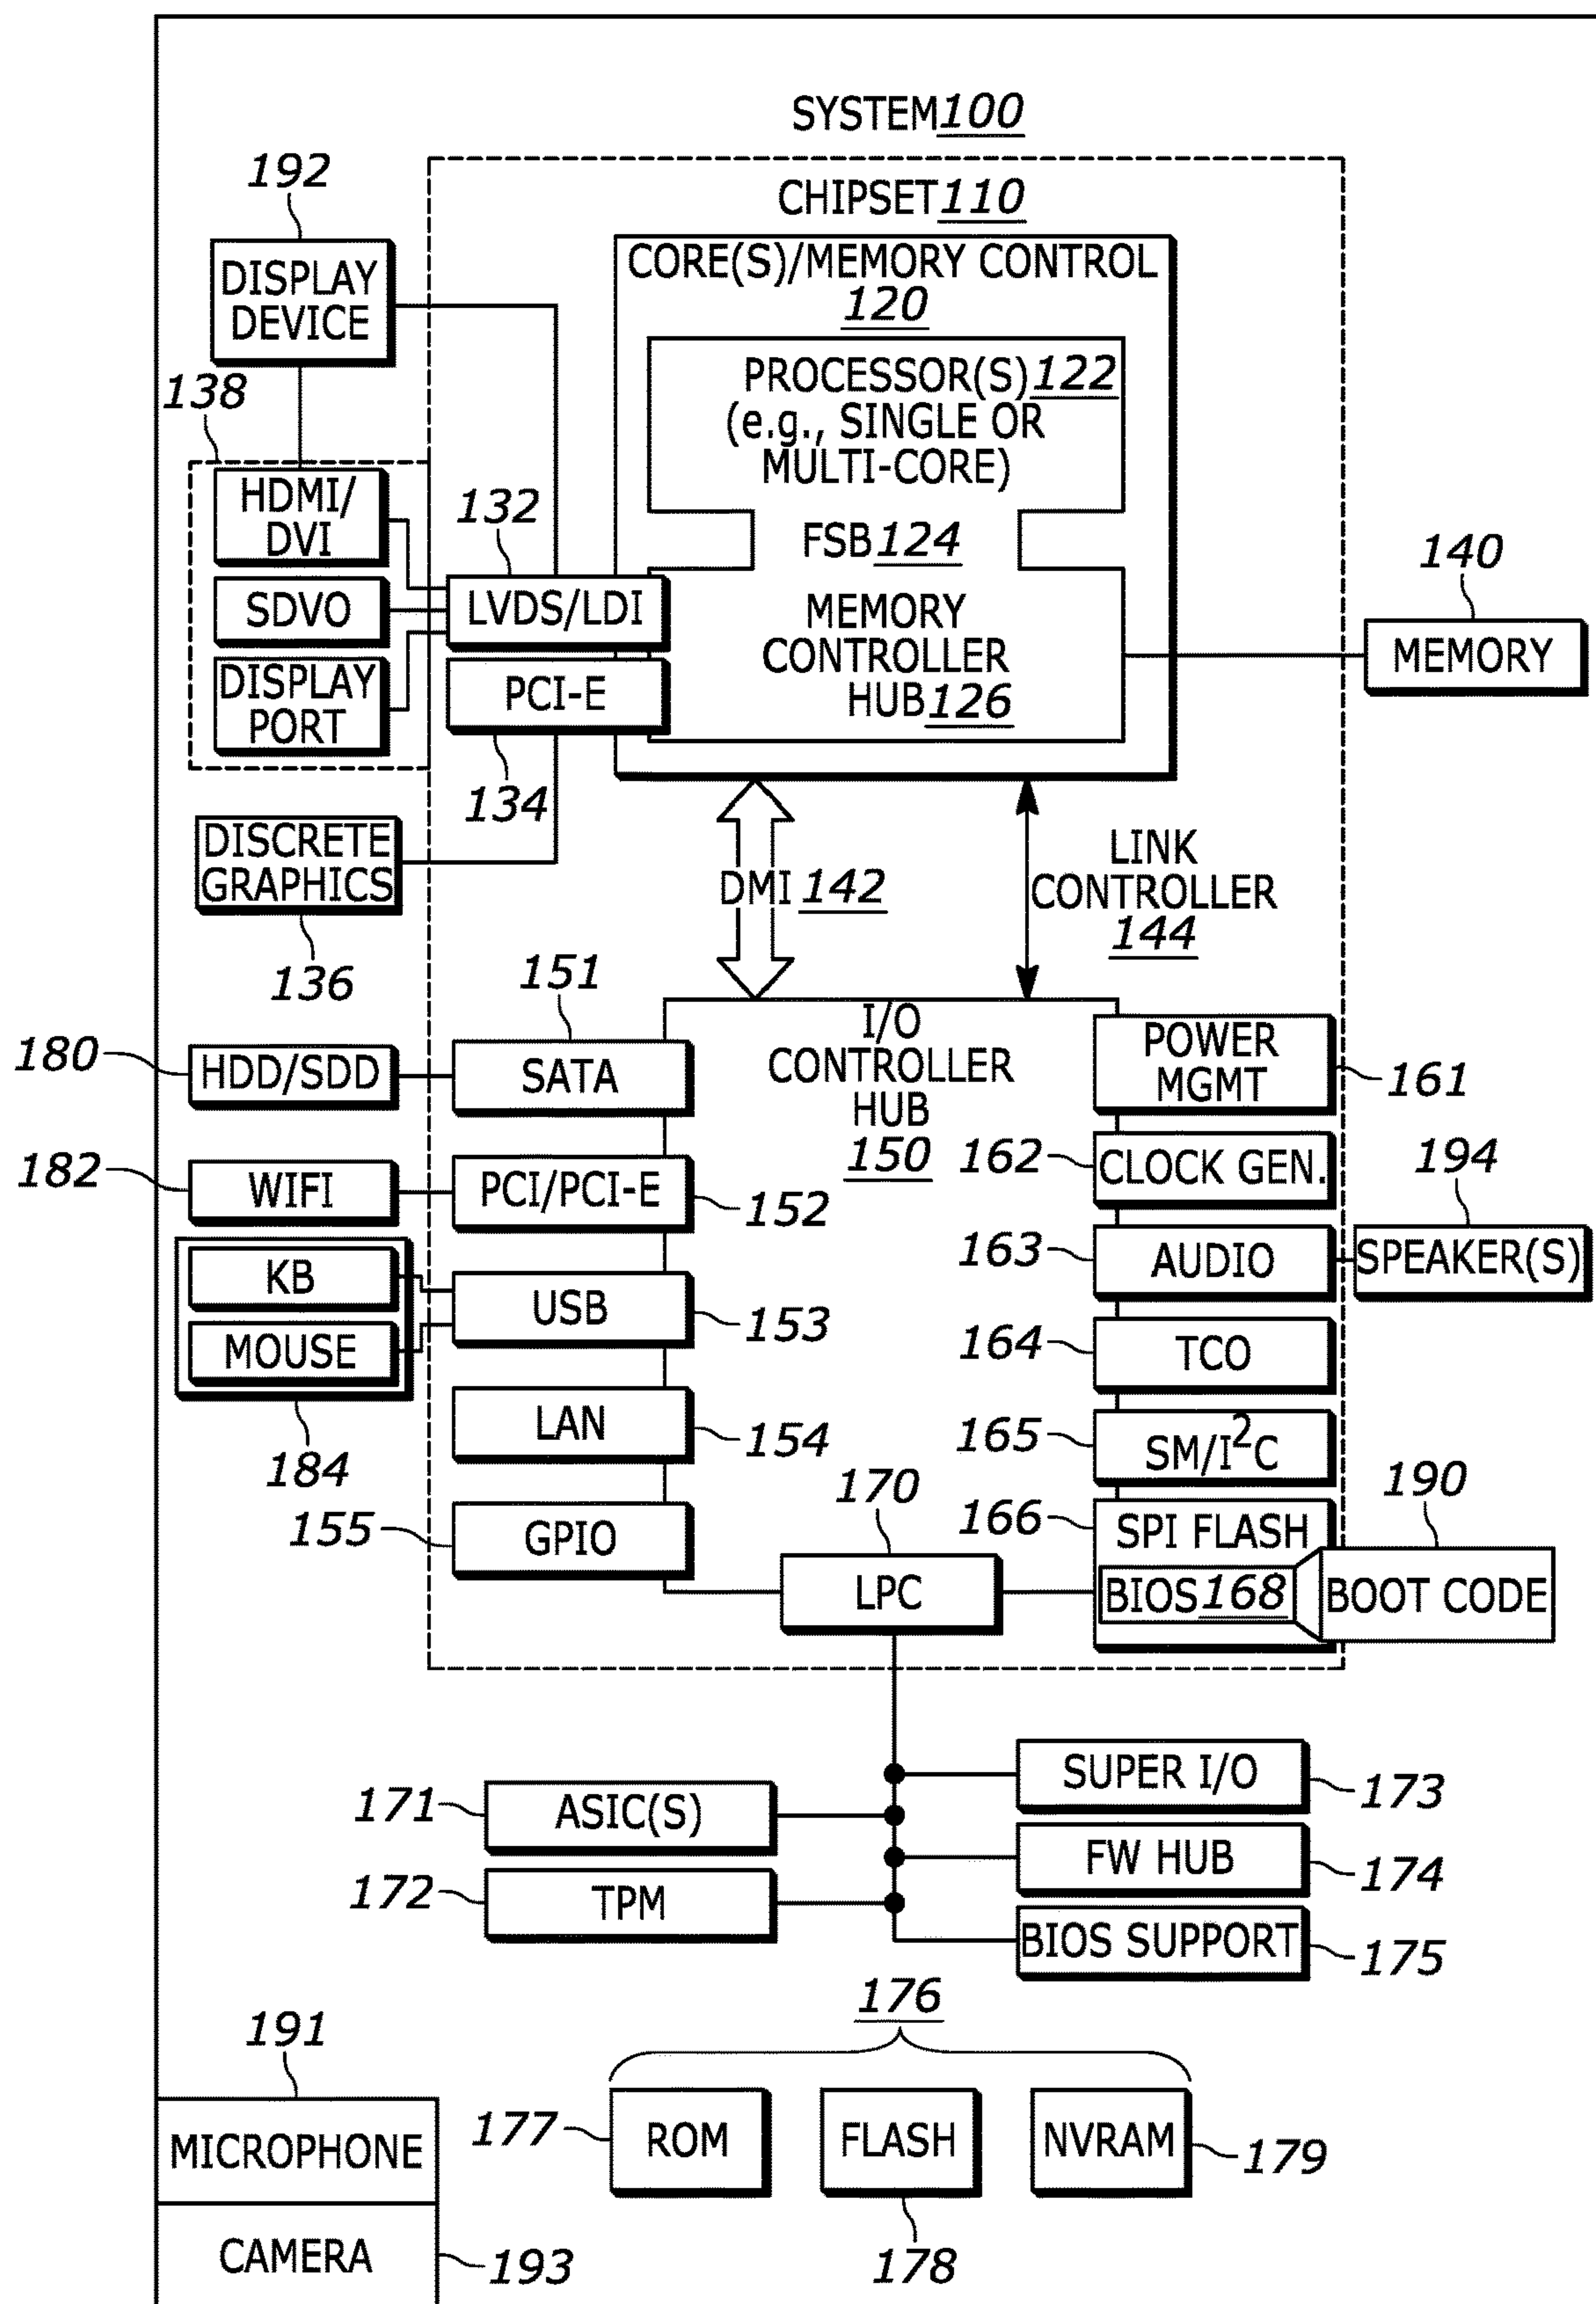 SYSTEM 100
192
CHIPSET 110
DISPLAY
DEVICE
CORE(S)/MEMORY CONTROL
120
138
PROCESSOR(S) 122
(e.g., SINGLE OR
MULTI-CORE)
HDMI/
DVI
132
FSB 124
140
SDVO
LVDS/LDI
MEMORY
CONTROLLER
HUB 126
MEMORY
DISPLAY
PORT
PCI-E
134
DISCRETE
GRAPHICS
136
DMI 142
LINK
CONTROLLER
144
151
I/O
CONTROLLER
HUB
150
180
HDD/SDD
SATA
POWER
MGMT
161
182
WIFI
PCI/PCI-E
152
162
CLOCK GEN.
194
KB
MOUSE
184
USB
153
163
AUDIO
SPEAKER(S)
164
TCO
LAN
154
165
SM/I²C
155
GPIO
170
LPC
166
SPI FLASH
BIOS 168
190
BOOT CODE
SUPER I/O
173
171
ASIC(S)
FW HUB
174
172
TPM
BIOS SUPPORT
175
176
191
177
ROM
FLASH
NVRAM
179
178
MICROPHONE
CAMERA
193